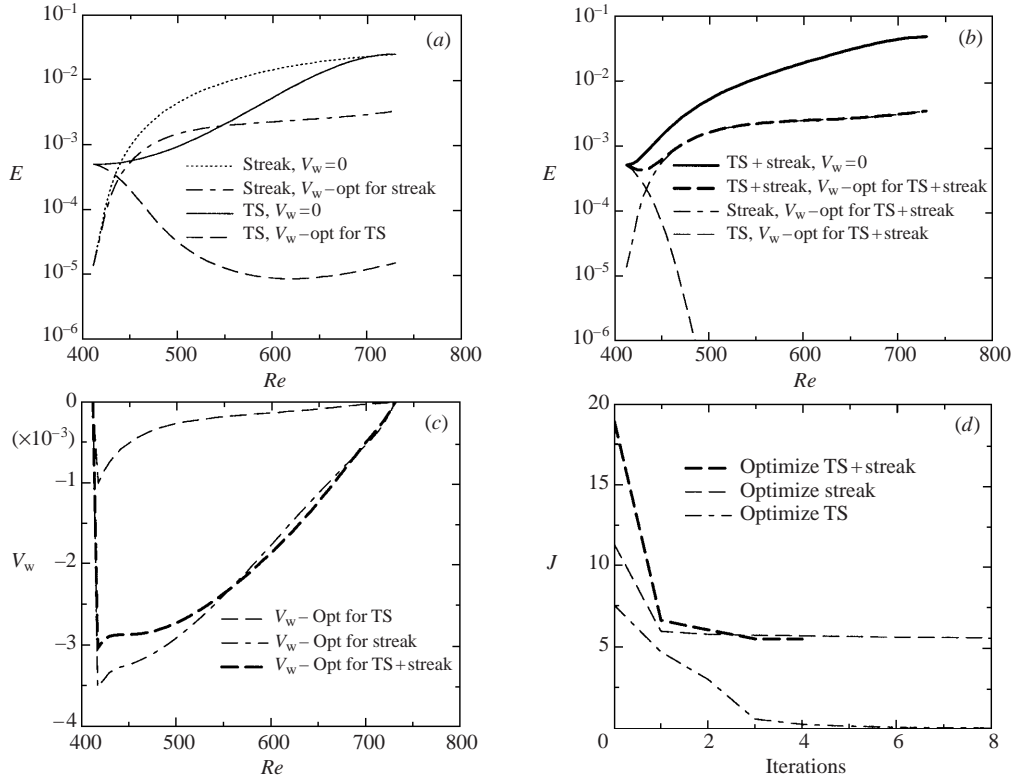 10⁻¹
10⁻²
10⁻³
E
10⁻⁴
10⁻⁵
10⁻⁶
400 500 600 700 800
Re
(a)
Streak, V_w=0
Streak, V_w−opt for streak
TS, V_w=0
TS, V_w−opt for TS
10⁻¹
10⁻²
10⁻³
E
10⁻⁴
10⁻⁵
10⁻⁶
400 500 600 700 800
Re
(b)
TS+streak, V_w=0
TS+streak, V_w−opt for TS+streak
Streak, V_w−opt for TS+streak
TS, V_w−opt for TS+streak
0
(×10⁻³)
−1
V_w
−2
−3
−4
400 500 600 700 800
Re
(c)
V_w− Opt for TS
V_w− Opt for streak
V_w− Opt for TS+streak
20
15
J
10
5
0 2 4 6 8
Iterations
(d)
Optimize TS+streak
Optimize streak
Optimize TS